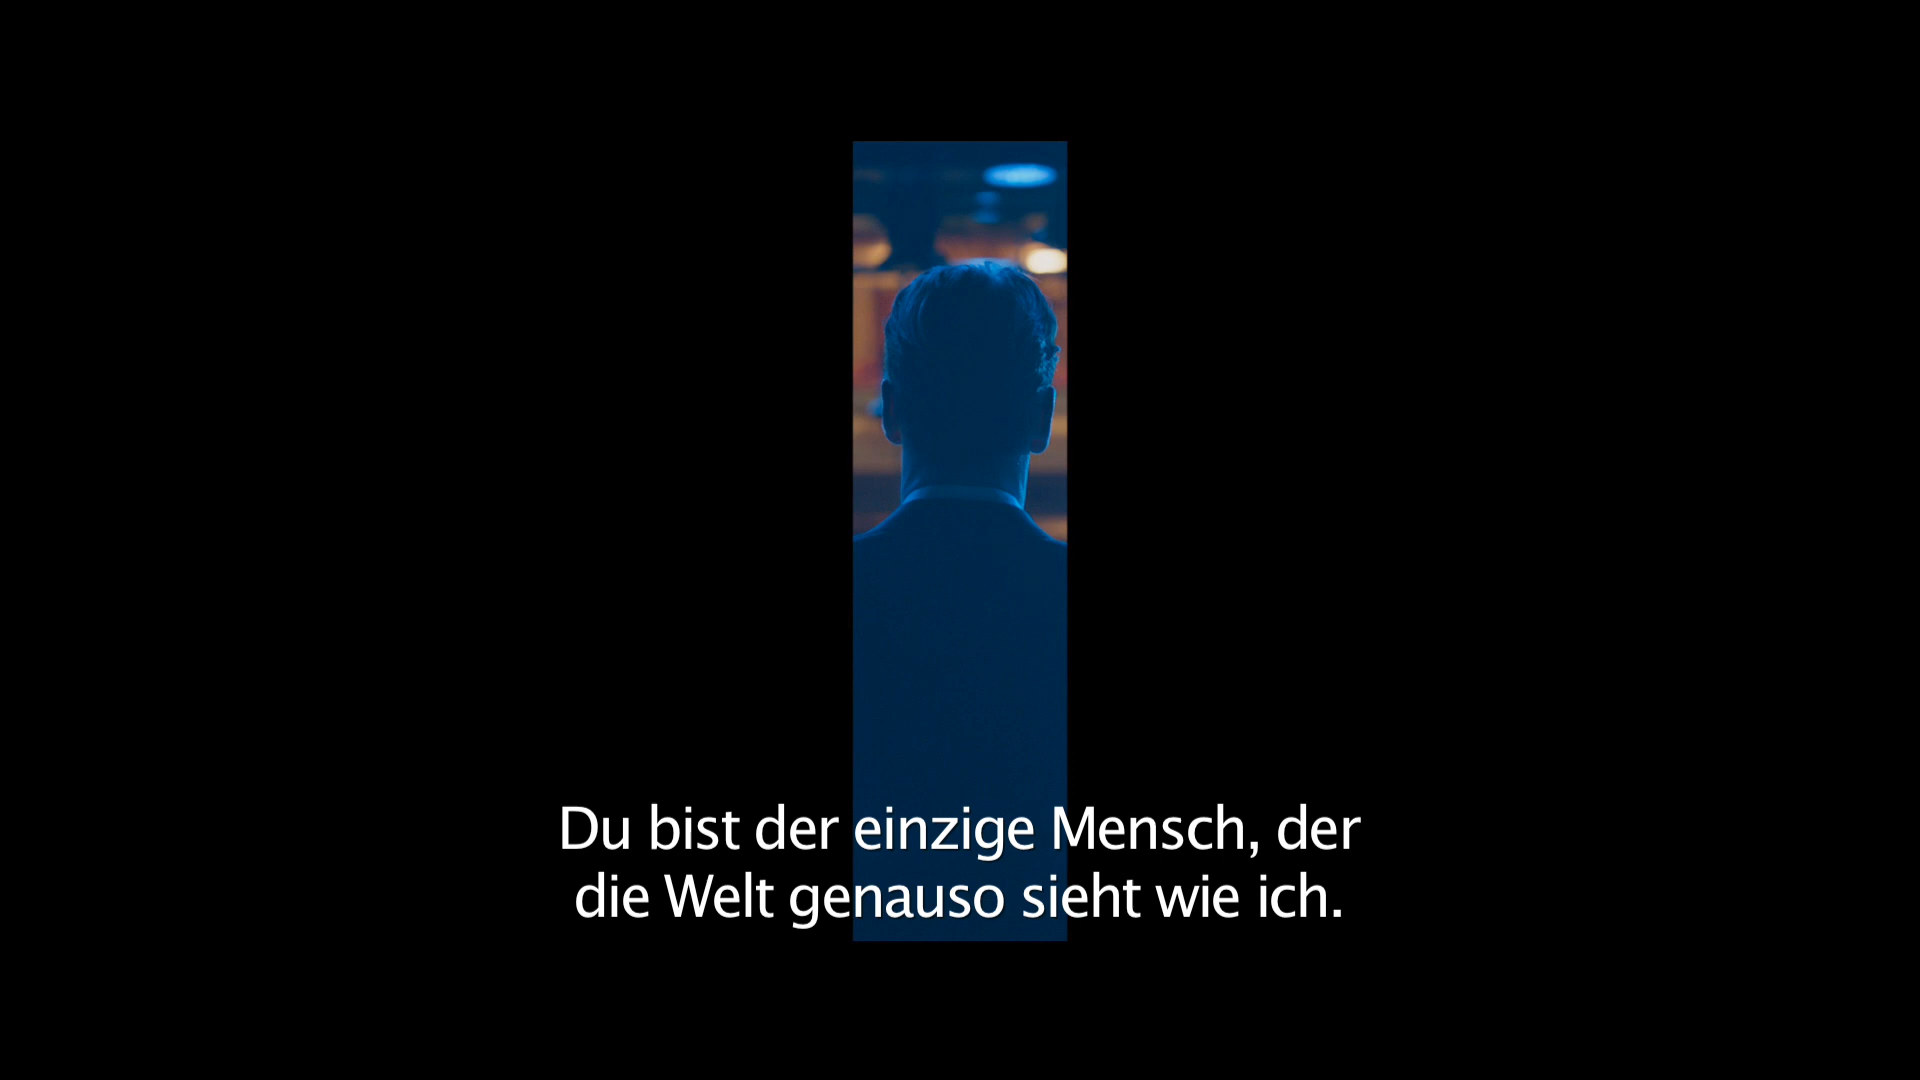 Du bist der einzige Mensch, der
die Welt genauso sieht wie ich.